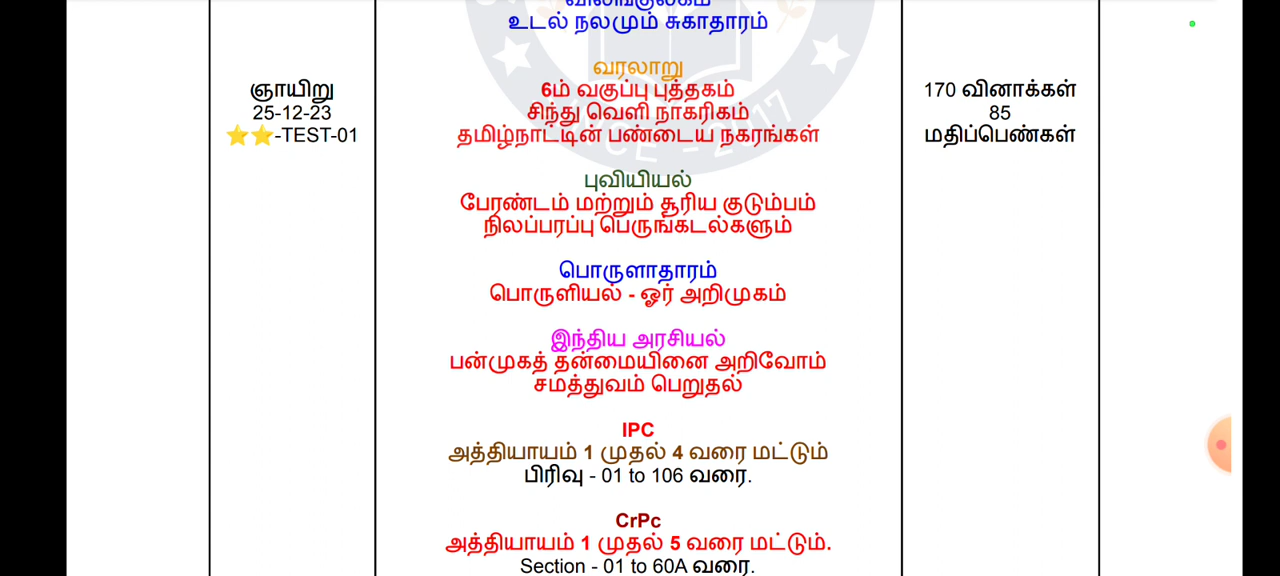 விலங்குலகம்
உடல் நலமும் சுகாதாரம்
வரலாறு
6ம் வகுப்பு புத்தகம்
சிந்து வெளி நாகரிகம்
தமிழ்நாட்டின் பண்டைய நகரங்கள்
ஞாயிறு
25-12-23
⭐⭐-TEST-01
170 வினாக்கள்
85
மதிப்பெண்கள்
புவியியல்
பேரண்டம் மற்றும் சூரிய குடும்பம்
நிலப்பரப்பு பெருங்கடல்களும்
பொருளாதாரம்
பொருளியல் - ஓர் அறிமுகம்
இந்திய அரசியல்
பன்முகத் தன்மையினை அறிவோம்
சமத்துவம் பெறுதல்
IPC
அத்தியாயம் 1 முதல் 4 வரை மட்டும்
பிரிவு - 01 to 106 வரை.
CrPc
அத்தியாயம் 1 முதல் 5 வரை மட்டும்.
Section - 01 to 60A வரை.